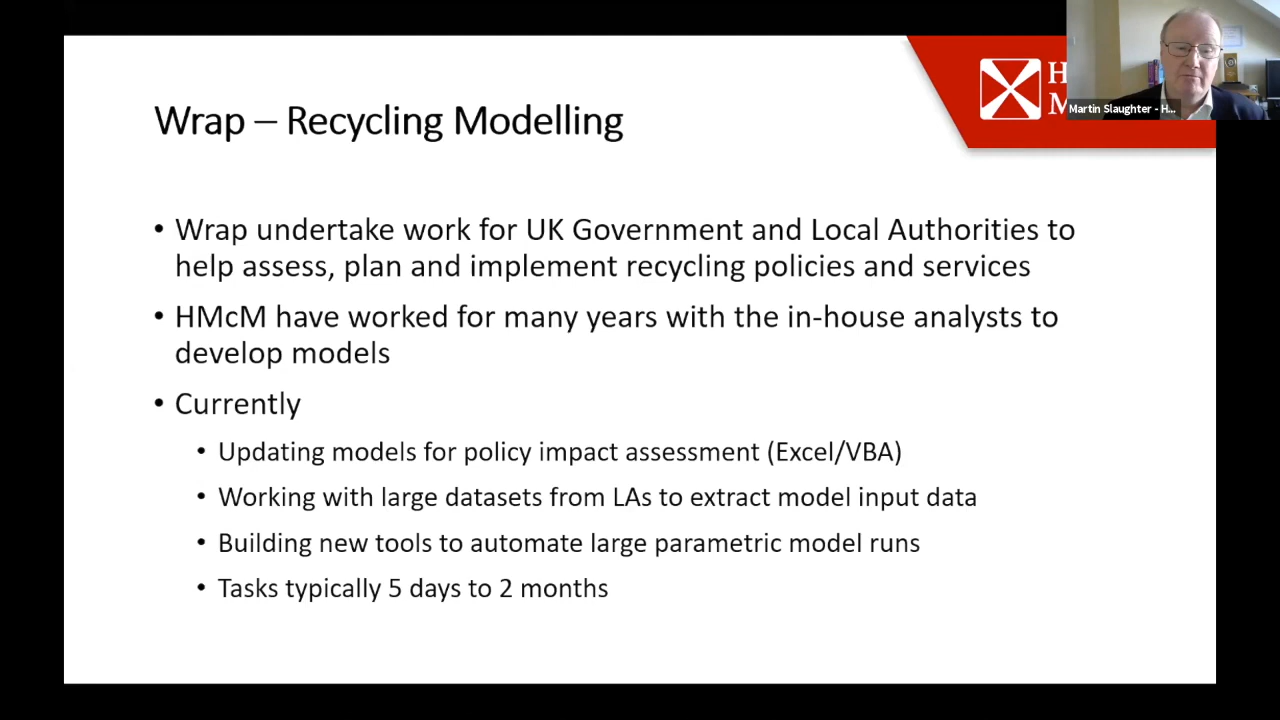 Wrap – Recycling Modelling
H
M
Martin Slaughter - H...
• Wrap undertake work for UK Government and Local Authorities to
help assess, plan and implement recycling policies and services
• HMcM have worked for many years with the in-house analysts to
develop models
• Currently
• Updating models for policy impact assessment (Excel/VBA)
• Working with large datasets from LAs to extract model input data
• Building new tools to automate large parametric model runs
• Tasks typically 5 days to 2 months